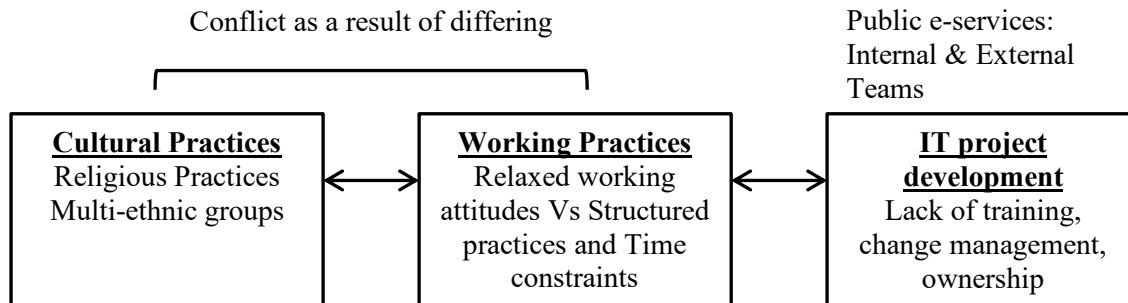 Conflict as a result of differing
Public e-services:
Internal & External
Teams
Cultural Practices
Religious Practices
Multi-ethnic groups
Working Practices
Relaxed working
attitudes Vs Structured
practices and Time
constraints
IT project
development
Lack of training,
change management,
ownership